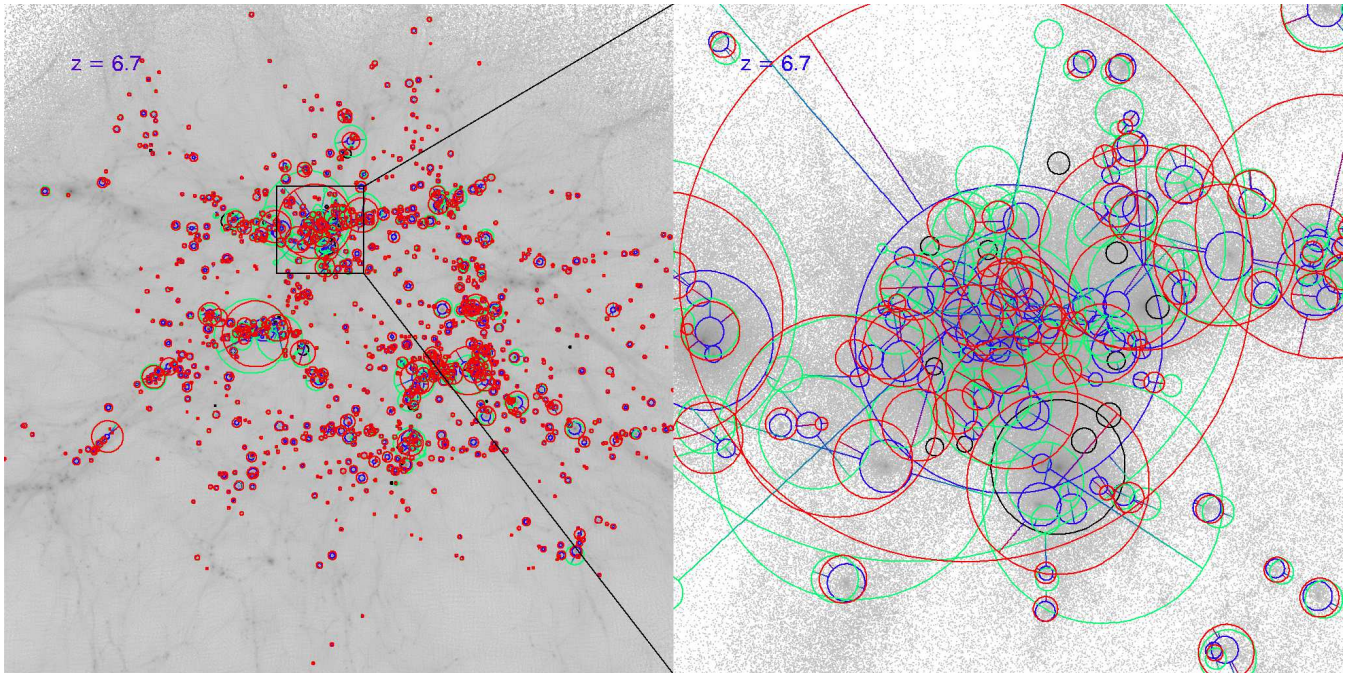 z = 6.7
z = 6.7